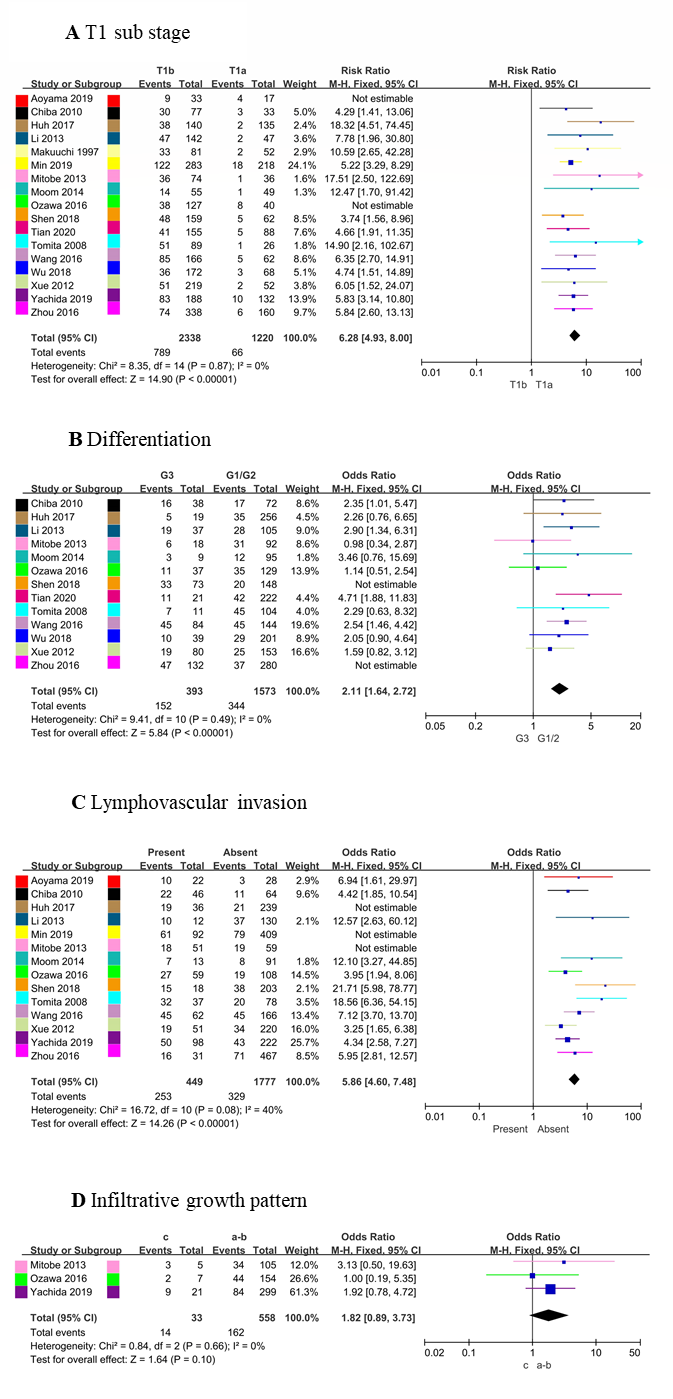 A T1 sub stage
T1b T1a Risk Ratio Risk Ratio
Study or Subgroup Events Total Events Total Weight M-H. Fixed. 95% CI M-H. Fixed. 95% CI
Aoyama 2019 9 33 4 17 Not estimable
Chiba 2010 30 77 3 33 5.0% 4.29 [1.41, 13.06]
Huh 2017 38 140 2 135 2.4% 18.32 [4.51, 74.45]
Li 2013 47 142 2 47 3.6% 7.78 [1.96, 30.80]
Makuuchi 1997 33 81 2 52 2.9% 10.59 [2.65, 42.28]
Min 2019 122 283 18 218 24.1% 5.22 [3.29, 8.29]
Mitobe 2013 36 74 1 36 1.6% 17.51 [2.50, 122.69]
Moom 2014 14 55 1 49 1.3% 12.47 [1.70, 91.42]
Ozawa 2016 38 127 8 40 Not estimable
Shen 2018 48 159 5 62 8.5% 3.74 [1.56, 8.96]
Tian 2020 41 155 5 88 7.6% 4.66 [1.91, 11.35]
Tomita 2008 51 89 1 26 1.8% 14.90 [2.16, 102.67]
Wang 2016 85 166 5 62 8.6% 6.35 [2.70, 14.91]
Wu 2018 36 172 3 68 5.1% 4.74 [1.51, 14.89]
Xue 2012 51 219 2 52 3.8% 6.05 [1.52, 24.07]
Yachida 2019 83 188 10 132 13.9% 5.83 [3.14, 10.80]
Zhou 2016 74 338 6 160 9.7% 5.84 [2.60, 13.13]
Total (95% CI) 2338 1220 100.0% 6.28 [4.93, 8.00]
Total events 789 66
Heterogeneity: Chi² = 8.35, df = 14 (P = 0.87); I² = 0%
Test for overall effect: Z = 14.90 (P < 0.00001)
0.01 0.1 1 10 100
T1b T1a
B Differentiation
G3 G1/G2 Odds Ratio Odds Ratio
Study or Subgroup Events Total Events Total Weight M-H. Fixed. 95% CI M-H. Fixed. 95% CI
Chiba 2010 16 38 17 72 8.6% 2.35 [1.01, 5.47]
Huh 2017 5 19 35 256 4.5% 2.26 [0.76, 6.65]
Li 2013 19 37 28 105 9.2% 2.90 [1.34, 6.31]
Mitobe 2013 6 18 31 92 8.4% 0.98 [0.34, 2.87]
Moom 2014 3 9 12 95 1.7% 3.46 [0.76, 15.69]
Ozawa 2016 11 37 35 129 13.9% 1.14 [0.51, 2.54]
Shen 2018 33 73 20 148 Not estimable
Tian 2020 11 21 42 222 4.4% 4.71 [1.88, 11.83]
Tomita 2008 7 11 45 104 3.7% 2.29 [0.63, 8.32]
Wang 2016 45 84 45 144 19.6% 2.54 [1.46, 4.42]
Wu 2018 10 39 29 201 8.9% 2.05 [0.90, 4.64]
Xue 2012 19 80 25 153 16.6% 1.59 [0.82, 3.12]
Zhou 2016 47 132 37 280 Not estimable
Total (95% CI) 393 1573 100.0% 2.11 [1.64, 2.72]
Total events 152 344
Heterogeneity: Chi² = 9.41, df = 10 (P = 0.49); I² = 0%
Test for overall effect: Z = 5.84 (P < 0.00001)
0.05 0.2 1 5 20
G3 G1/2
C Lymphovascular invasion
Present Absent Odds Ratio Odds Ratio
Study or Subgroup Events Total Events Total Weight M-H. Fixed. 95% CI M-H. Fixed. 95% CI
Aoyama 2019 10 22 3 28 2.9% 6.94 [1.61, 29.97]
Chiba 2010 22 46 11 64 9.6% 4.42 [1.85, 10.54]
Huh 2017 19 36 21 239 Not estimable
Li 2013 10 12 37 130 2.1% 12.57 [2.63, 60.12]
Min 2019 61 92 79 409 Not estimable
Mitobe 2013 18 51 19 59 Not estimable
Moom 2014 7 13 8 91 1.8% 12.10 [3.27, 44.85]
Ozawa 2016 27 59 19 108 14.5% 3.95 [1.94, 8.06]
Shen 2018 15 18 38 203 2.1% 21.71 [5.98, 78.77]
Tomita 2008 32 37 20 78 3.4% 18.56 [6.36, 54.15]
Wang 2016 45 62 45 166 13.4% 7.12 [3.70, 13.70]
Xue 2012 19 51 34 220 16.0% 3.25 [1.65, 6.38]
Yachida 2019 50 98 43 222 25.7% 4.34 [2.58, 7.27]
Zhou 2016 16 31 71 467 8.5% 5.95 [2.81, 12.57]
Total (95% CI) 449 1777 100.0% 5.86 [4.60, 7.48]
Total events 253 329
Heterogeneity: Chi² = 16.72, df = 10 (P = 0.08); I² = 40%
Test for overall effect: Z = 14.26 (P < 0.00001)
0.01 0.1 1 10 100
Present Absent
D Infiltrative growth pattern
c a-b Odds Ratio Odds Ratio
Study or Subgroup Events Total Events Total Weight M-H. Fixed. 95% CI M-H. Fixed. 95% CI
Mitobe 2013 3 5 34 105 12.0% 3.13 [0.50, 19.63]
Ozawa 2016 2 7 44 154 26.6% 1.00 [0.19, 5.35]
Yachida 2019 9 21 84 299 61.3% 1.92 [0.78, 4.72]
Total (95% CI) 33 558 100.0% 1.82 [0.89, 3.73]
Total events 14 162
Heterogeneity: Chi² = 0.84, df = 2 (P = 0.66); I² = 0%
Test for overall effect: Z = 1.64 (P = 0.10)
0.02 0.1 1 10 50
c a-b